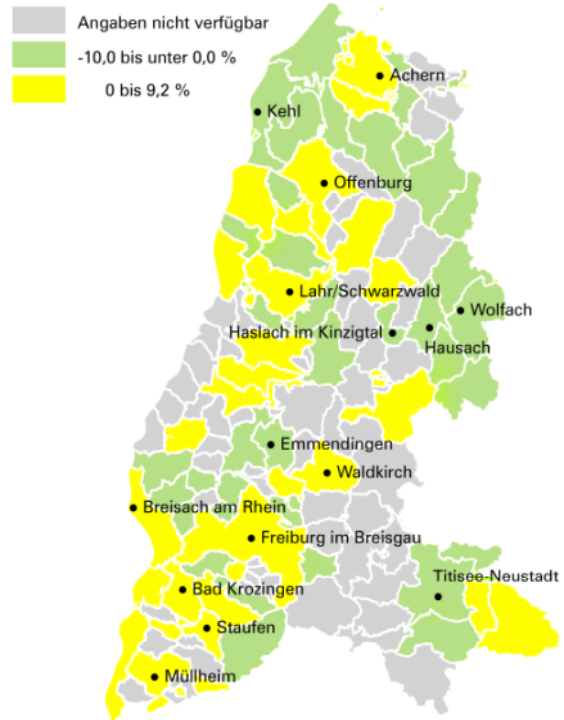 Angaben nicht verfügbar
-10,0 bis unter 0,0 %
0 bis 9,2 %
Achern
Kehl
Offenburg
Lahr/Schwarzwald
Wolfach
Haslach im Kinzigtal
Hausach
Emmendingen
Waldkirch
Breisach am Rhein
Freiburg im Breisgau
Titisee-Neustadt
Bad Krozingen
Staufen
Müllheim